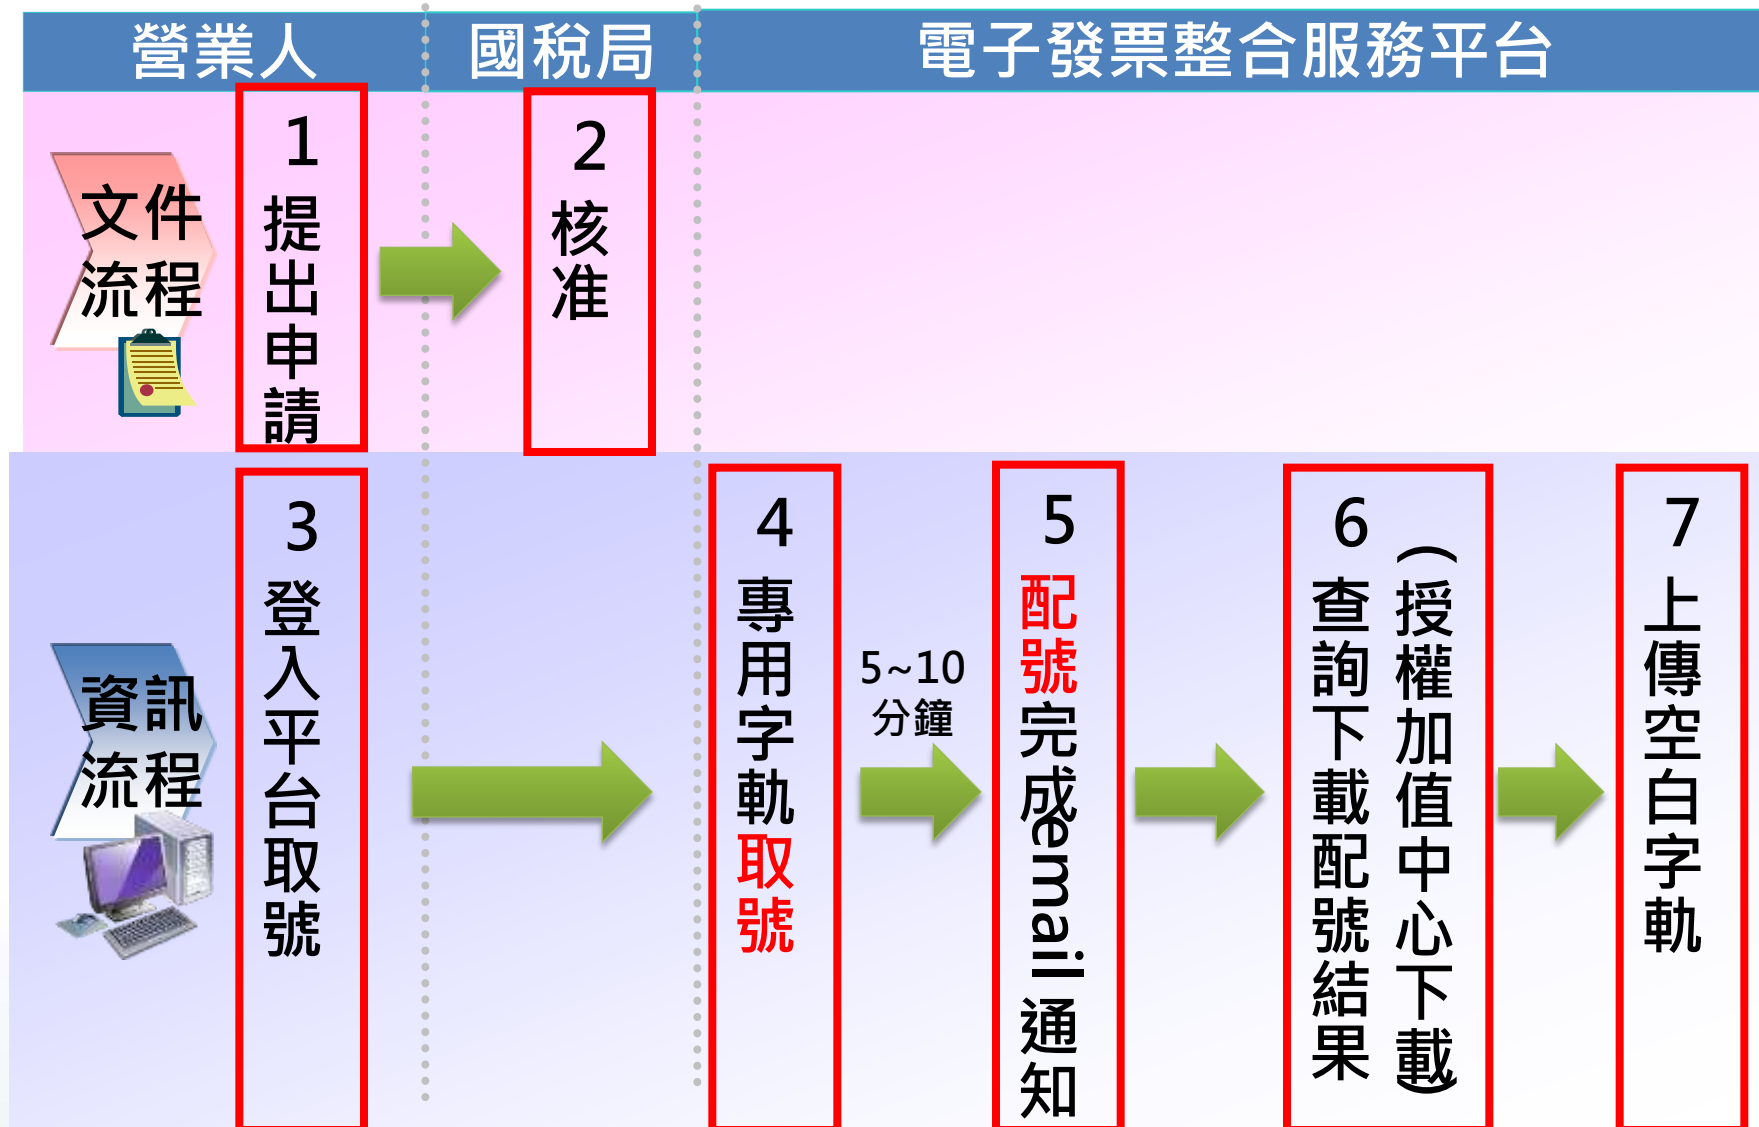 營業人
國稅局
電子發票整合服務平台
文件
流程
1
提出申請
2
核准
資訊
流程
3
登入平台取號
4
專用字軌取號
5~10
分鐘
5
配號完成email通知
6
查詢下載配號結果
（授權加值中心下載）
7
上傳空白字軌